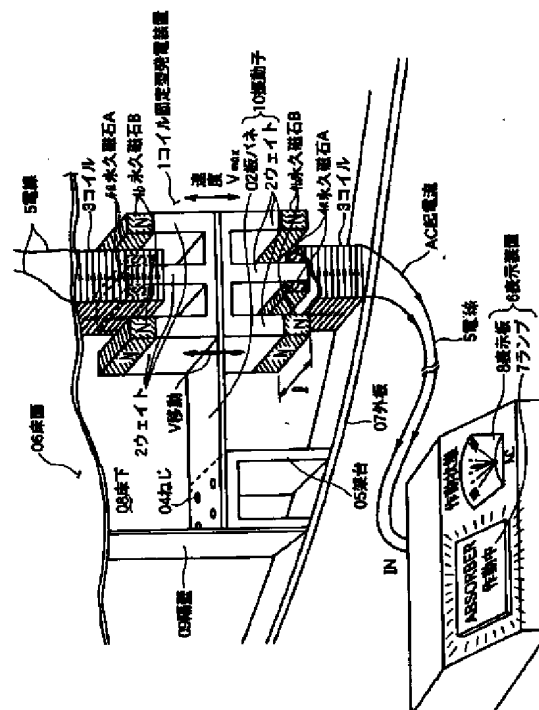 5電線
3コイル
4a永久磁石A
4b永久磁石B
1コイル固定型発電装置
速度
Vmax
02板バネ
10振動子
2ウェイト
4b永久磁石B
4a永久磁石A
3コイル
AC起電流
06床面
2ウェイト
V移動
08床下
04ねじ
09隔壁
05架台
07外板
5電線
6表示装置
8表示板
7ランプ
IN
ABSORBER
作動中
作動状態
N
N
N
N
N